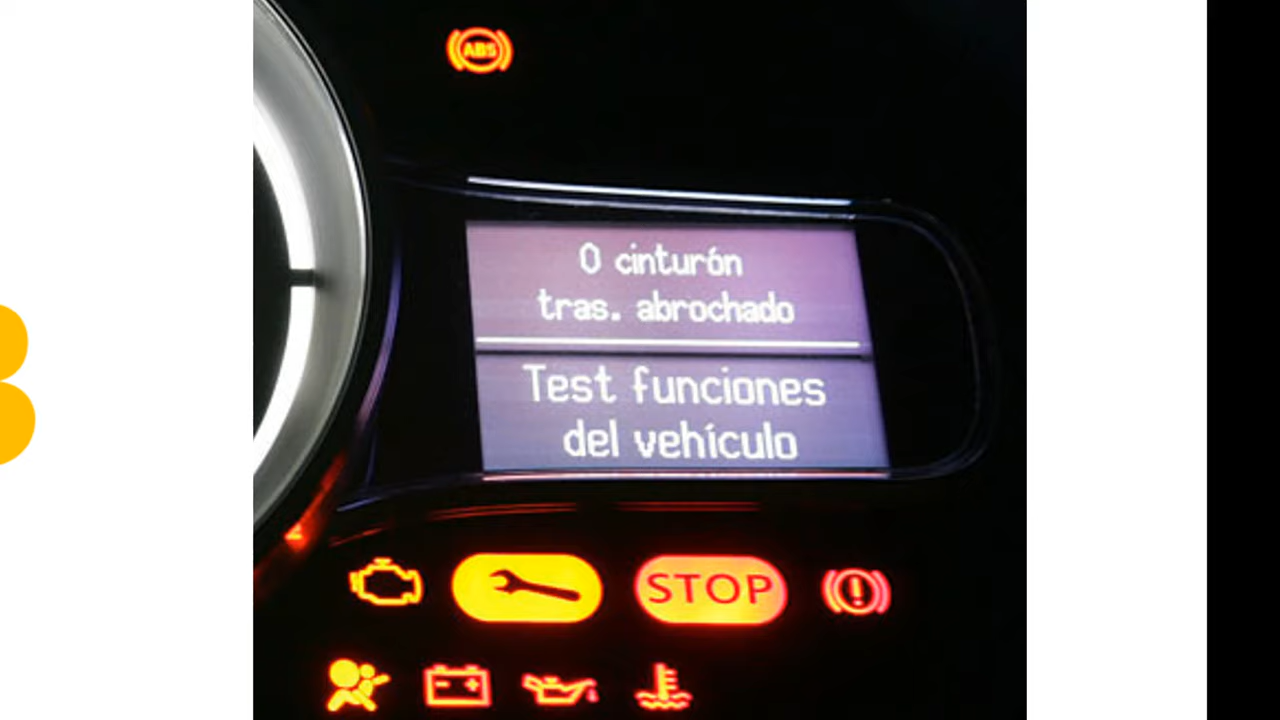 ABS
0 cinturón
tras. abrochado
Test funciones
del vehículo
STOP